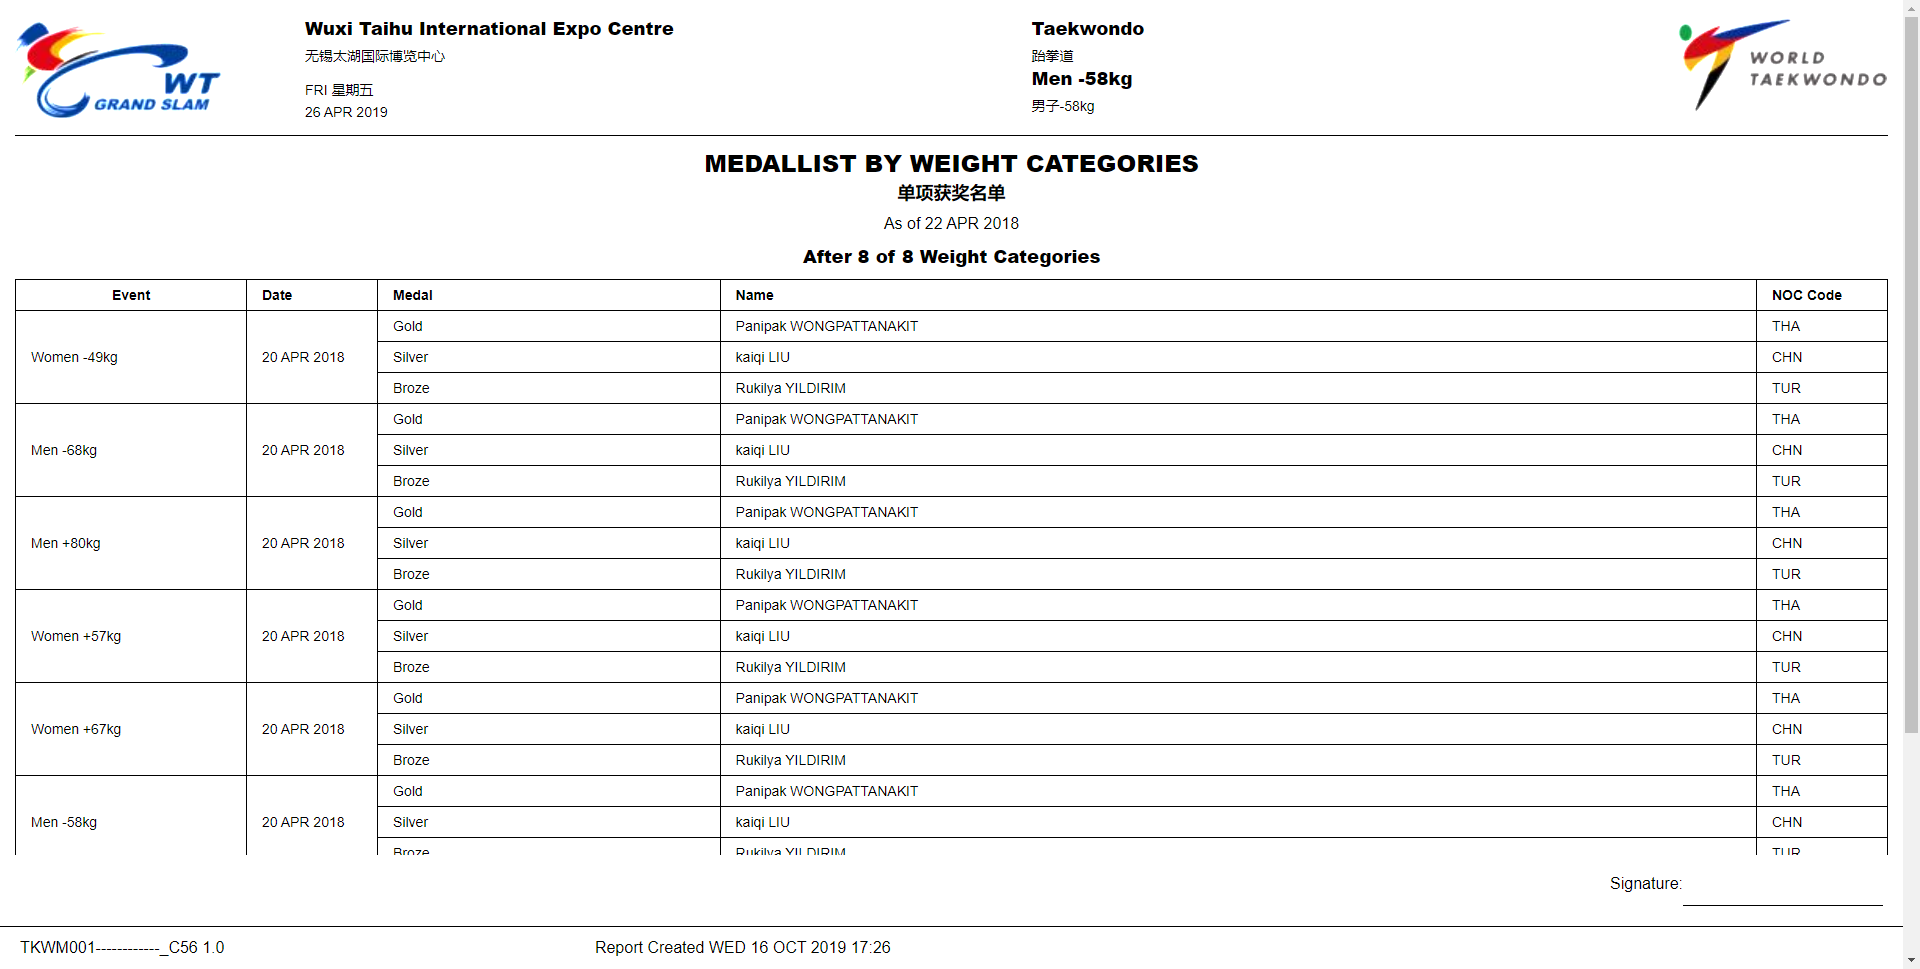 WT
GRAND SLAM
Wuxi Taihu International Expo Centre
无锡太湖国际博览中心
FRI 星期五
26 APR 2019
Taekwondo
跆拳道
Men -58kg
男子-58kg
WORLD
TAEKWONDO
MEDALLIST BY WEIGHT CATEGORIES
单项获奖名单
As of 22 APR 2018
After 8 of 8 Weight Categories
Event Date Medal Name NOC Code
Women -49kg 20 APR 2018 Gold Panipak WONGPATTANAKIT THA
Silver kaiqi LIU CHN
Broze Rukilya YILDIRIM TUR
Men -68kg 20 APR 2018 Gold Panipak WONGPATTANAKIT THA
Silver kaiqi LIU CHN
Broze Rukilya YILDIRIM TUR
Men +80kg 20 APR 2018 Gold Panipak WONGPATTANAKIT THA
Silver kaiqi LIU CHN
Broze Rukilya YILDIRIM TUR
Women +57kg 20 APR 2018 Gold Panipak WONGPATTANAKIT THA
Silver kaiqi LIU CHN
Broze Rukilya YILDIRIM TUR
Women +67kg 20 APR 2018 Gold Panipak WONGPATTANAKIT THA
Silver kaiqi LIU CHN
Broze Rukilya YILDIRIM TUR
Men -58kg 20 APR 2018 Gold Panipak WONGPATTANAKIT THA
Silver kaiqi LIU CHN
Broze Rukilya YILDIRIM TUR
Signature:
TKWM001------------_C56 1.0
Report Created WED 16 OCT 2019 17:26